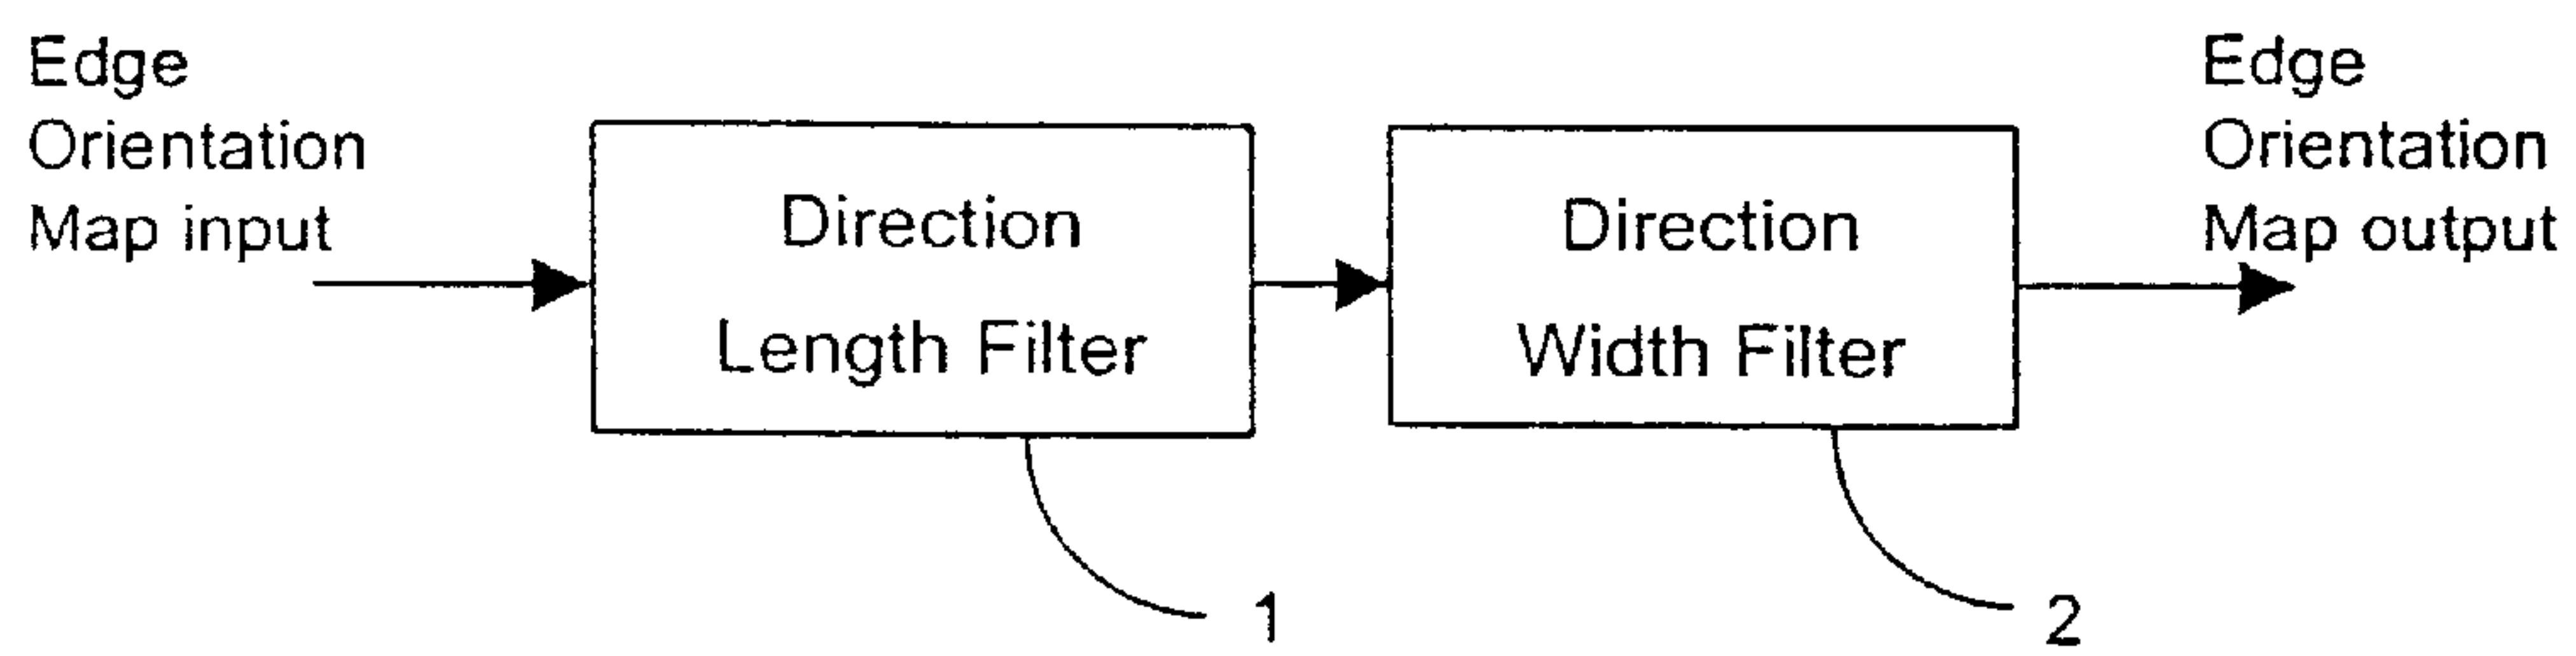 Edge
Orientation
Map input
Direction
Length Filter
1
Direction
Width Filter
2
Edge
Orientation
Map output